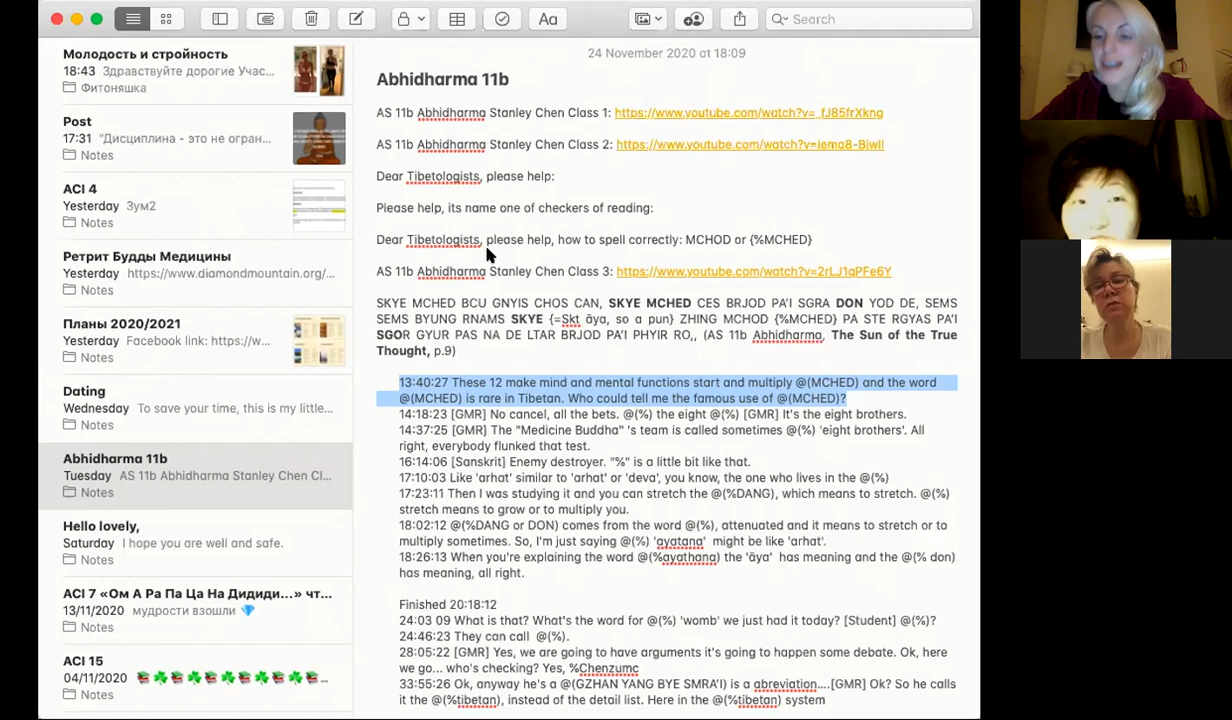 Search
Молодость и стройность
18:43 Здравствуйте дорогие Учас...
Фитоняшка
Post
17:31 "Дисциплина - это не огран...
Notes
ACI 4
Yesterday Зум2
Notes
Ретрит Будды Медицины
Yesterday https://www.diamondmountain.org/...
Notes
Планы 2020/2021
Yesterday Facebook link: https://w...
Notes
Dating
Wednesday To save your time, this is my little...
Notes
Abhidharma 11b
Tuesday AS 11b Abhidharma Stanley Chen Cl...
Notes
Hello lovely,
Saturday I hope you are well and safe.
Notes
ACI 7 «Ом А Ра Па Ца На Дидиди...» чт...
13/11/2020 мудрости взошли 💎
Notes
ACI 15
04/11/2020 📚🍀📚🍀📚🍀📚🍀📚🍀📚...
Notes
24 November 2020 at 18:09
Abhidharma 11b
AS 11b Abhidharma Stanley Chen Class 1: https://www.youtube.com/watch?v=_fJ85frXkng
AS 11b Abhidharma Stanley Chen Class 2: https://www.youtube.com/watch?v=iema8-BjwII
Dear Tibetologists, please help:
Please help, its name one of checkers of reading:
Dear Tibetologists, please help, how to spell correctly: MCHOD or {%MCHED}
AS 11b Abhidharma Stanley Chen Class 3: https://www.youtube.com/watch?v=2rLJ1qPFe6Y
SKYE MCHED BCU GNYIS CHOS CAN, SKYE MCHED CES BRJOD PA'I SGRA DON YOD DE, SEMS
SEMS BYUNG RNAMS SKYE {=Skt āya, so a pun} ZHING MCHOD {%MCHED} PA STE RGYAS PA'I
SGOR GYUR PAS NA DE LTAR BRJOD PA'I PHYIR RO,, (AS 11b Abhidharma, The Sun of the True
Thought, p.9)
13:40:27 These 12 make mind and mental functions start and multiply @(MCHED) and the word
@(MCHED) is rare in Tibetan. Who could tell me the famous use of @(MCHED)?
14:18:23 [GMR] No cancel, all the bets. @(%) the eight @(%) [GMR] It's the eight brothers.
14:37:25 [GMR] The "Medicine Buddha" 's team is called sometimes @(%) 'eight brothers'. All
right, everybody flunked that test.
16:14:06 [Sanskrit] Enemy destroyer. "%" is a little bit like that.
17:10:03 Like 'arhat' similar to 'arhat' or 'deva', you know, the one who lives in the @(%)
17:23:11 Then I was studying it and you can stretch the @(%DANG), which means to stretch. @(%)
stretch means to grow or to multiply you.
18:02:12 @(%DANG or DON) comes from the word @(%), attenuated and it means to stretch or to
multiply sometimes. So, I'm just saying @(%) 'ayatana' might be like 'arhat'.
18:26:13 When you're explaining the word @(%ayathana) the 'āya' has meaning and the @(% don)
has meaning, all right.
Finished 20:18:12
24:03 09 What is that? What's the word for @(%) 'womb' we just had it today? [Student] @(%)?
24:46:23 They can call @(%).
28:05:22 [GMR] Yes, we are going to have arguments it's going to happen some debate. Ok, here
we go... who's checking? Yes, %Chenzumc
33:55:26 Ok, anyway he's a @(GZHAN YANG BYE SMRA'I) is a abreviation....[GMR] Ok? So he calls
it the @(%tibetan), instead of the detail list. Here in the @(%tibetan) system